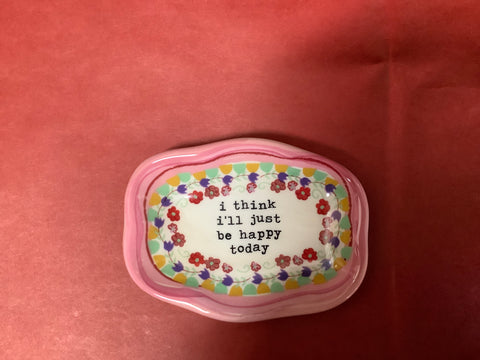 i think
i'll just
be happy
today